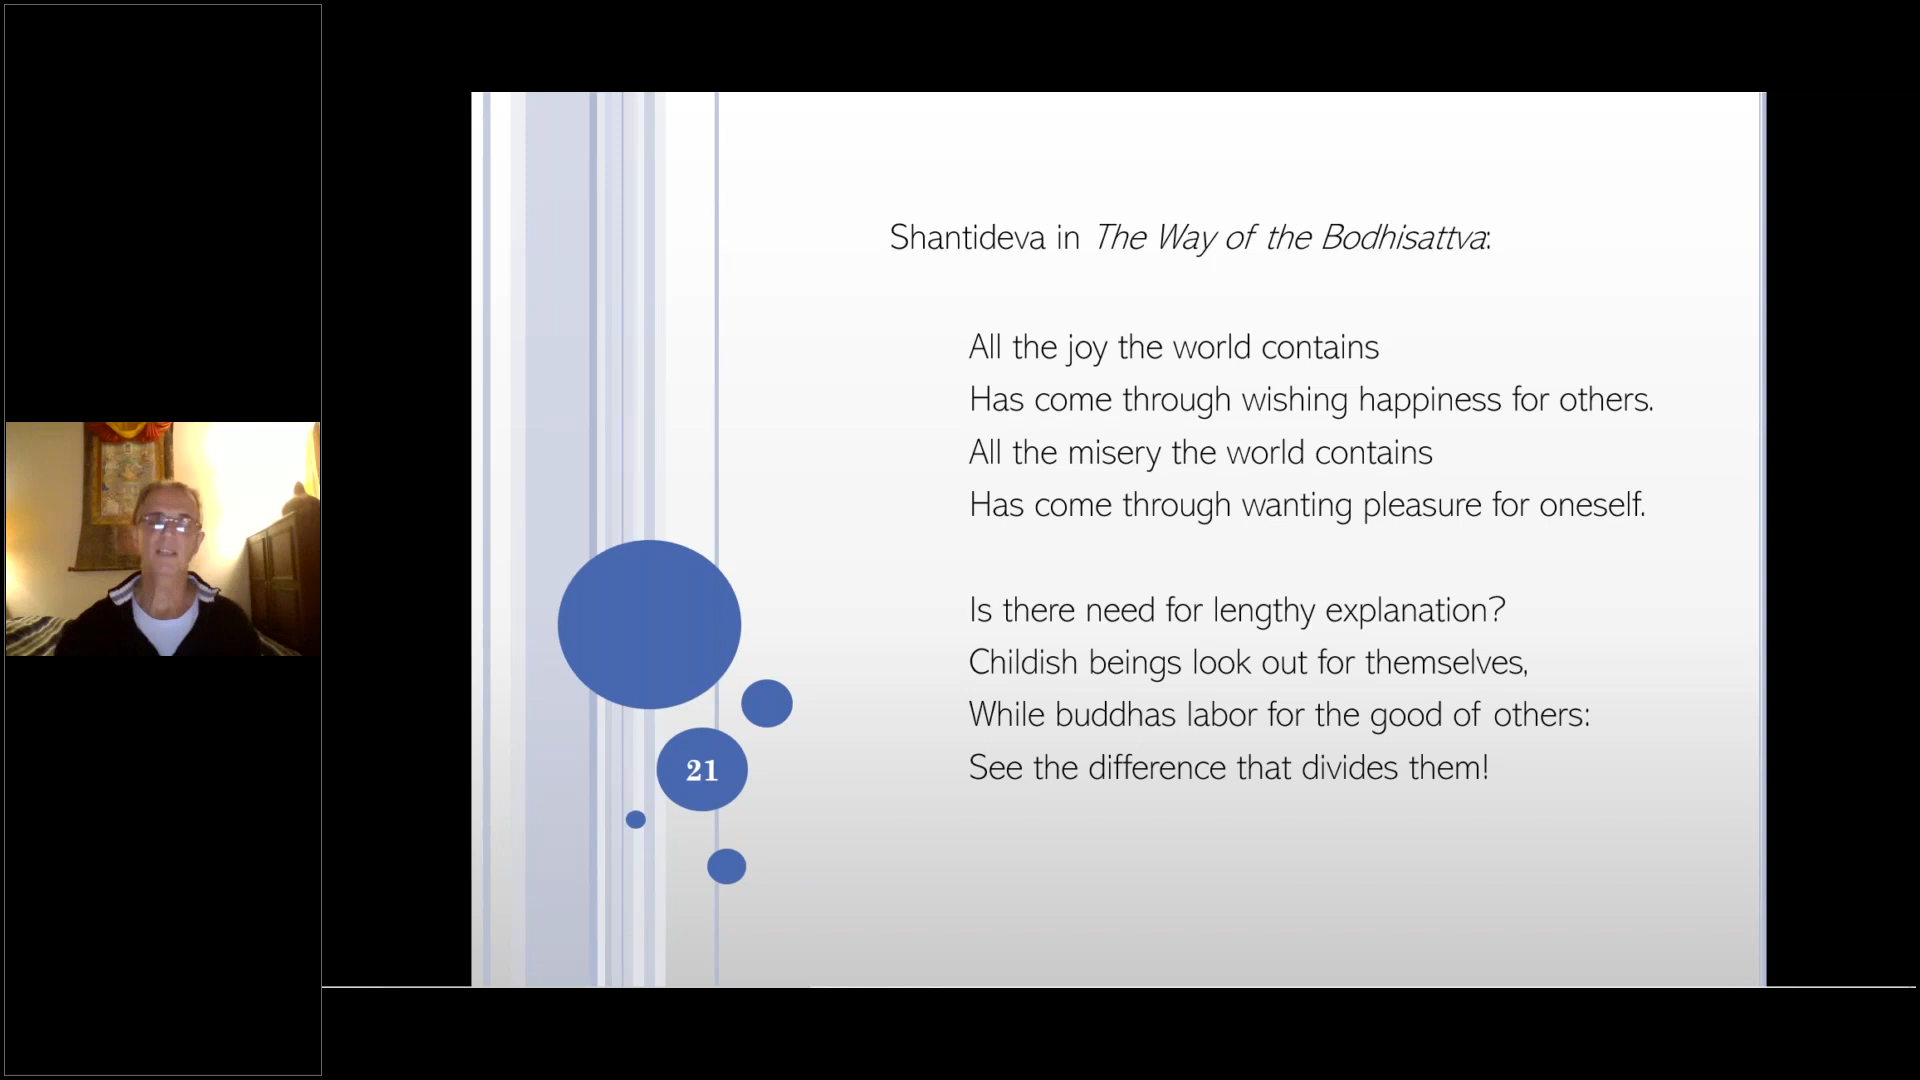 Shantideva in The Way of the Bodhisattva:
All the joy the world contains
Has come through wishing happiness for others.
All the misery the world contains
Has come through wanting pleasure for oneself.
Is there need for lengthy explanation?
Childish beings look out for themselves,
While buddhas labor for the good of others:
See the difference that divides them!
21